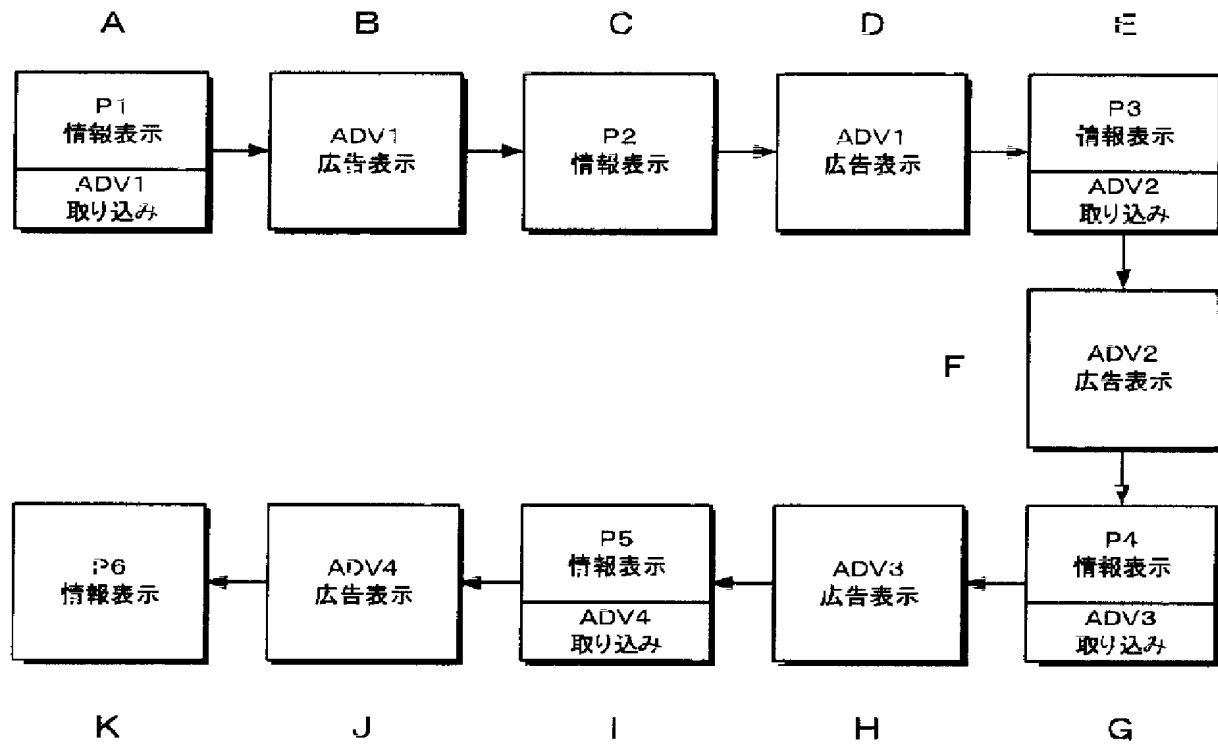 A B C D E
P1
情報表示
ADV1
取り込み
ADV1
広告表示
P2
情報表示
ADV1
広告表示
P3
情報表示
ADV2
取り込み
F
ADV2
広告表示
P6
情報表示
ADV4
広告表示
P5
情報表示
ADV4
取り込み
ADV3
広告表示
P4
情報表示
ADV3
取り込み
K J I H G